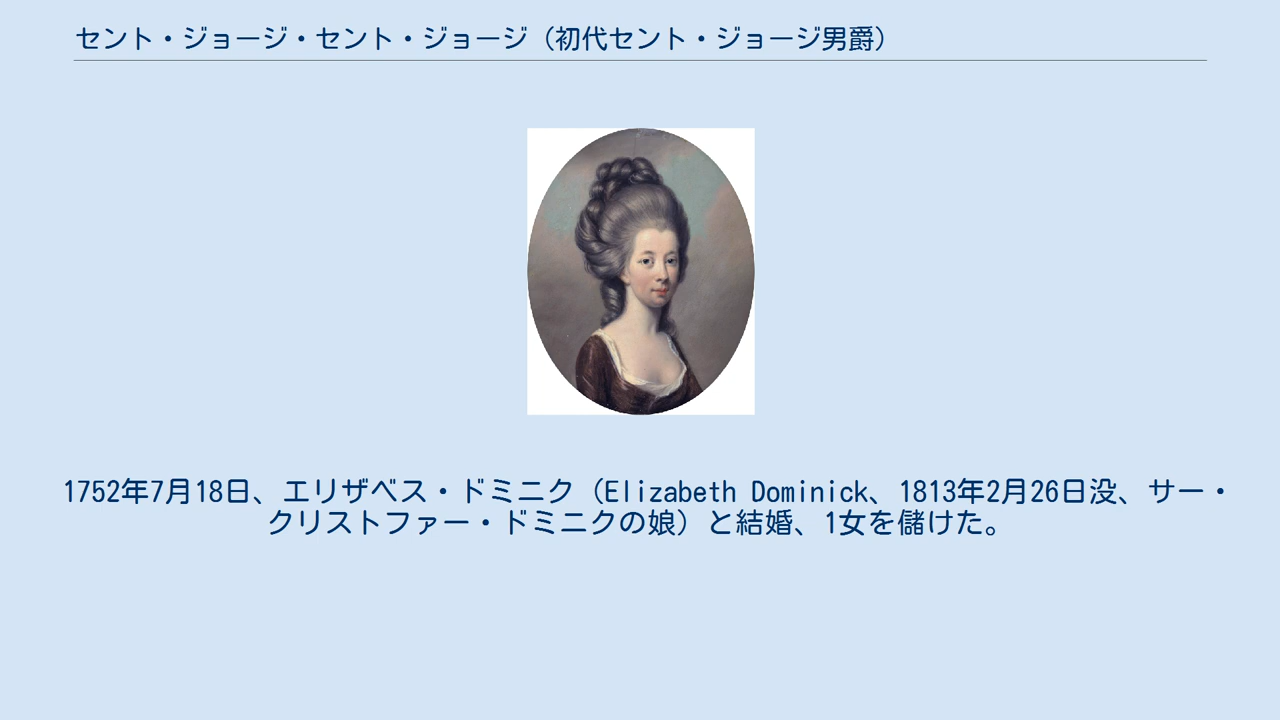 セント・ジョージ・セント・ジョージ（初代セント・ジョージ男爵）
1752年7月18日、エリザベス・ドミニク（Elizabeth Dominick、1813年2月26日没、サー・
クリストファー・ドミニクの娘）と結婚、1女を儲けた。